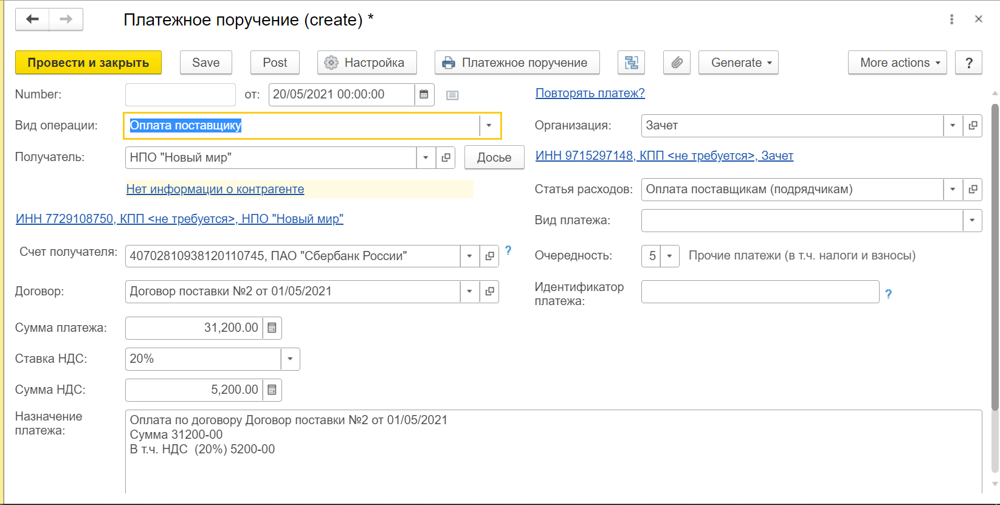 Платежное поручение (create) *
Провести и закрыть
Save
Post
Настройка
Платежное поручение
Generate
More actions
?
Number:
от:
20/05/2021 00:00:00
Повторять платеж?
Вид операции:
Оплата поставщику
Организация:
Зачет
Получатель:
НПО "Новый мир"
Досье
ИНН 9715297148, КПП <не требуется>, Зачет
Нет информации о контрагенте
Статья расходов:
Оплата поставщикам (подрядчикам)
ИНН 7729108750, КПП <не требуется>, НПО "Новый мир"
Вид платежа:
Счет получателя:
40702810938120110745, ПАО "Сбербанк России"
?
Очередность:
5
Прочие платежи (в т.ч. налоги и взносы)
Договор:
Договор поставки №2 от 01/05/2021
Идентификатор
платежа:
?
Сумма платежа:
31,200.00
Ставка НДС:
20%
Сумма НДС:
5,200.00
Назначение
платежа:
Оплата по договору Договор поставки №2 от 01/05/2021
Сумма 31200-00
В т.ч. НДС  (20%) 5200-00